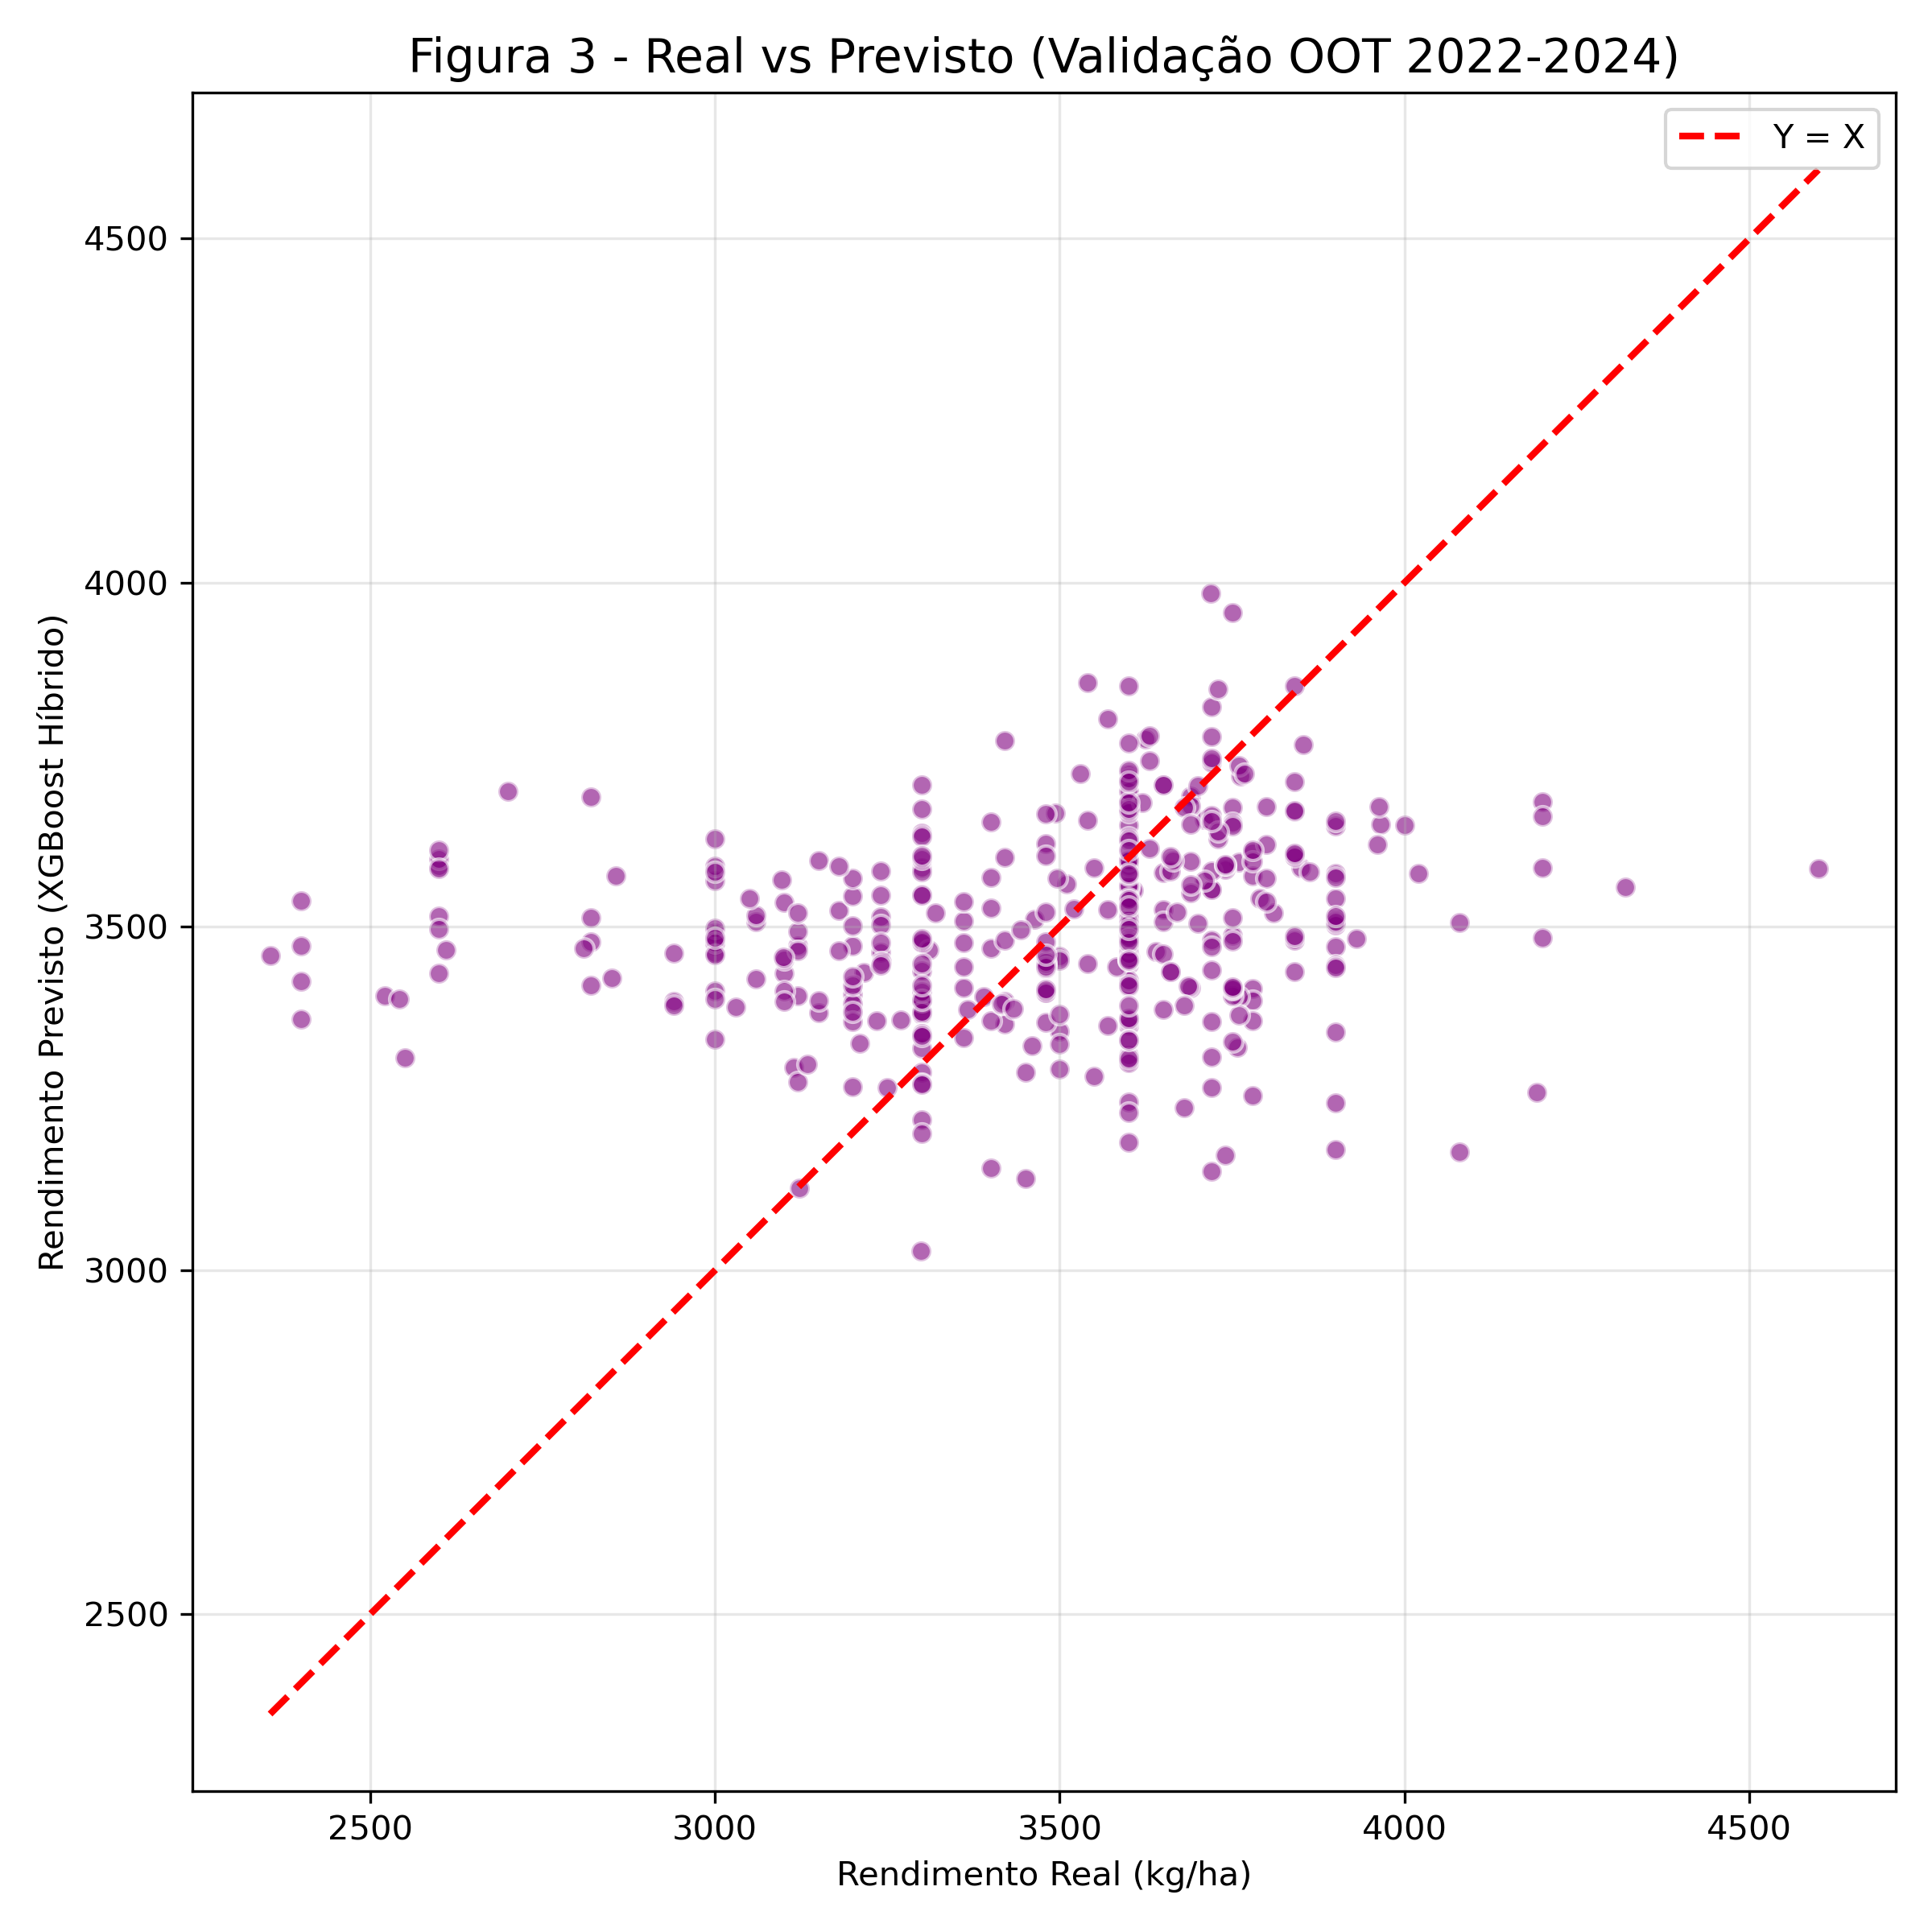 Figura 3 - Real vs Previsto (Validação OOT 2022-2024)
Y = X
Rendimento Previsto (XGBoost Híbrido)
4500
4000
3500
3000
2500
2500 3000 3500 4000 4500
Rendimento Real (kg/ha)